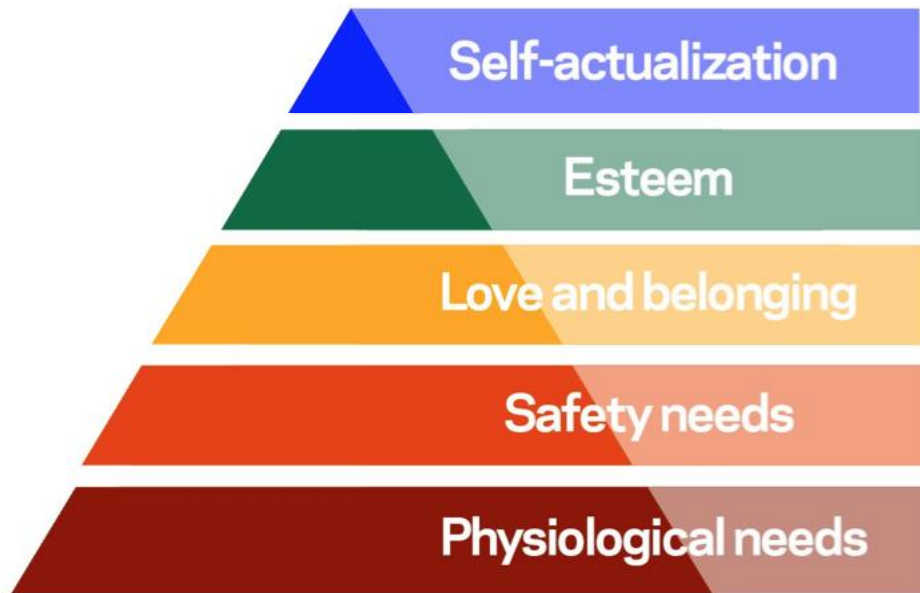 Self-actualization
Esteem
Love and belonging
Safety needs
Physiological needs